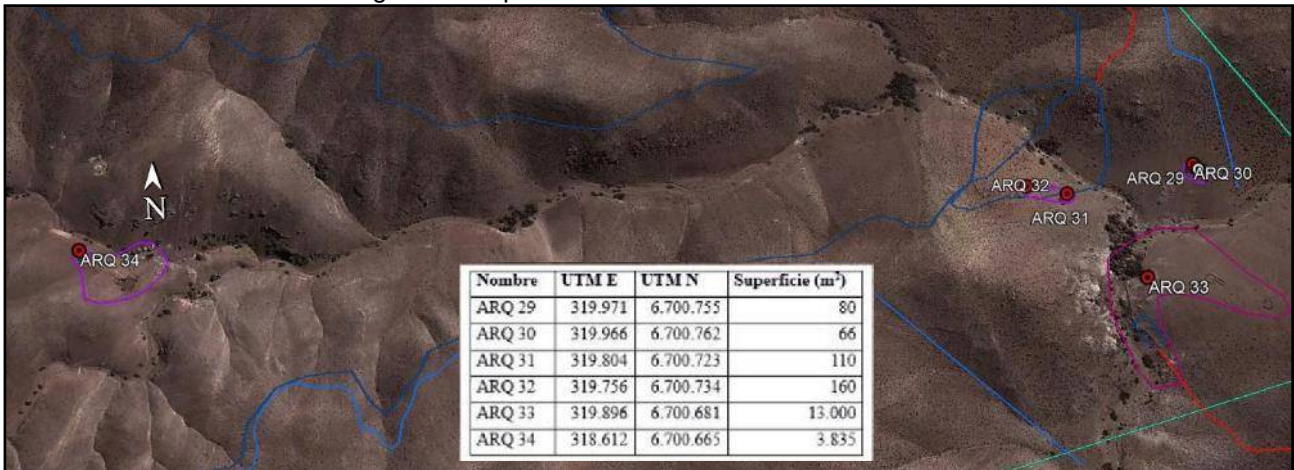 ARQ 32
ARQ 29
ARQ 30
N
ARQ 31
ARQ 34
ARQ 33
Nombre UTM E UTM N Superficie (m²)
ARQ 29 319.971 6.700.755 80
ARQ 30 319.966 6.700.762 66
ARQ 31 319.804 6.700.723 110
ARQ 32 319.756 6.700.734 160
ARQ 33 319.896 6.700.681 13.000
ARQ 34 318.612 6.700.665 3.835